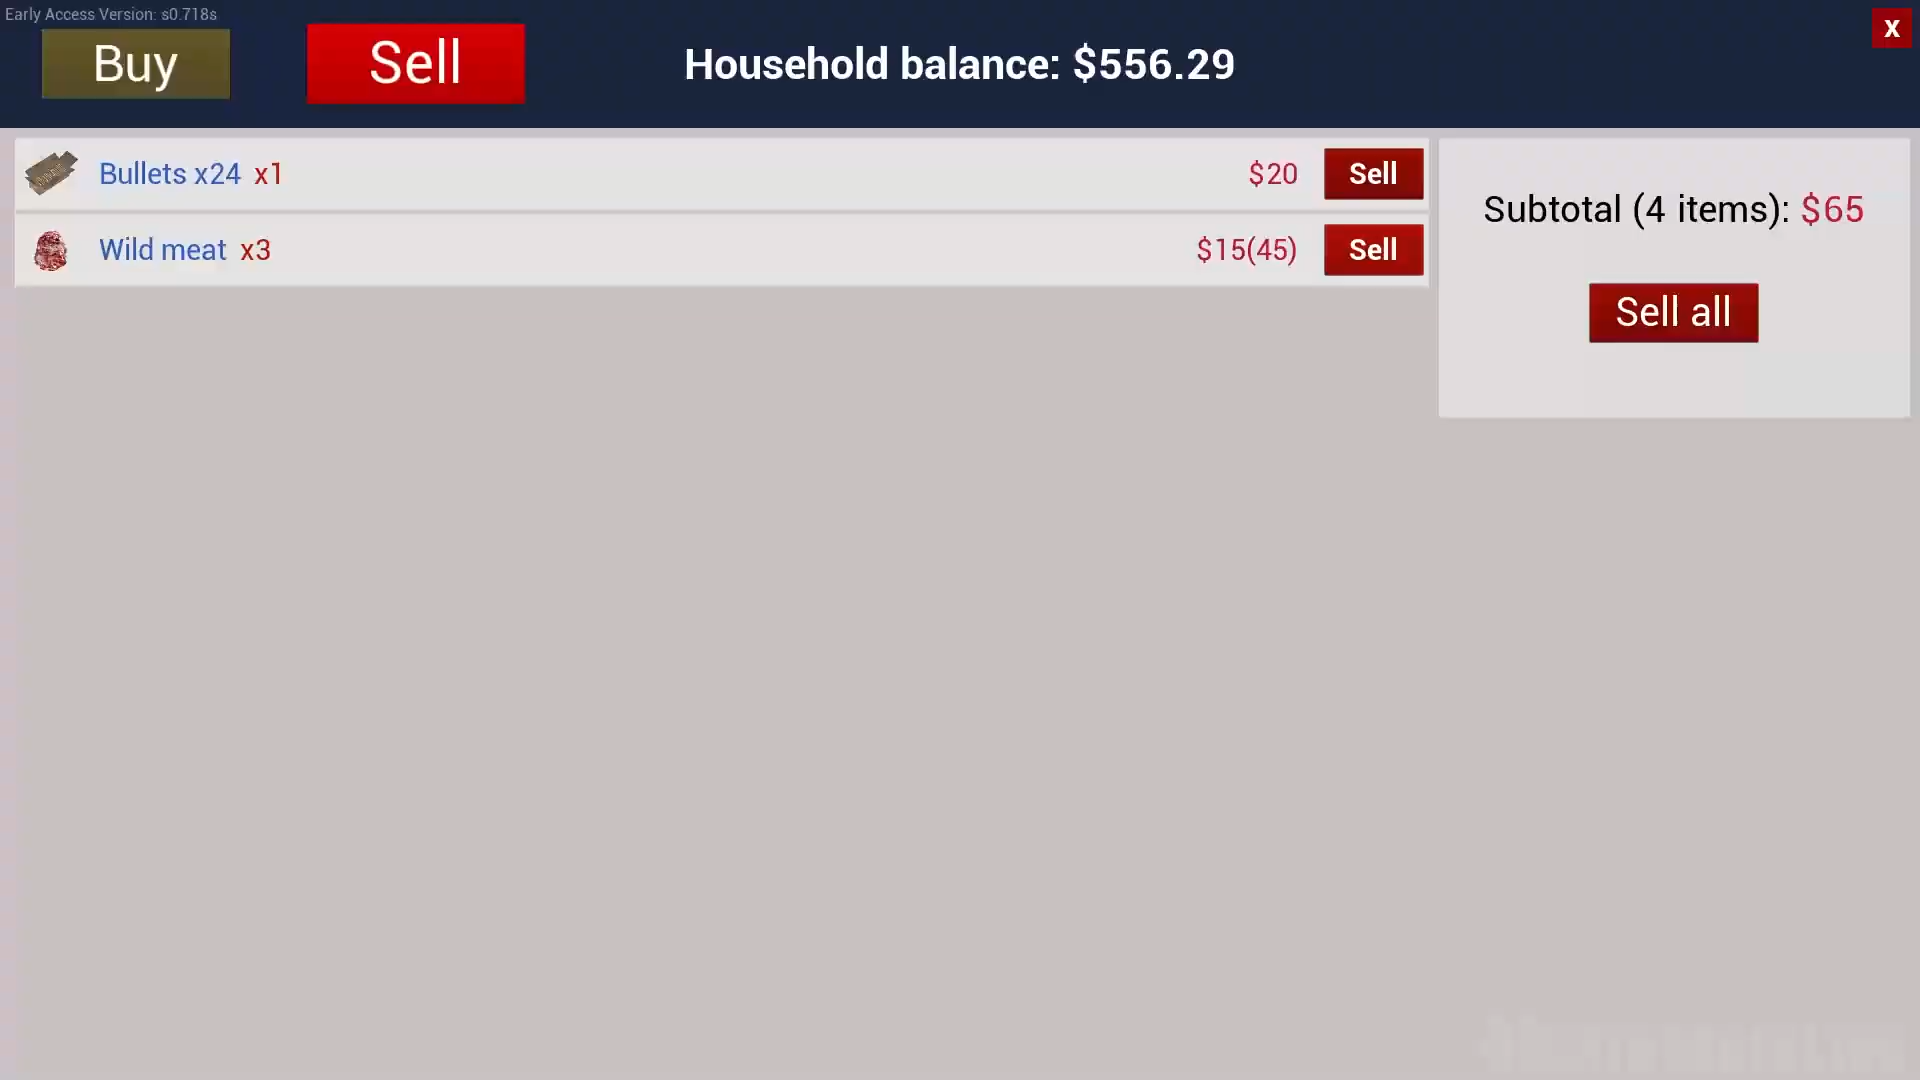 Early Access Version: s0.718s
Buy
Sell
Household balance: $556.29
X
Bullets x24 x1
$20
Sell
Wild meat x3
$15(45)
Sell
Subtotal (4 items): $65
Sell all